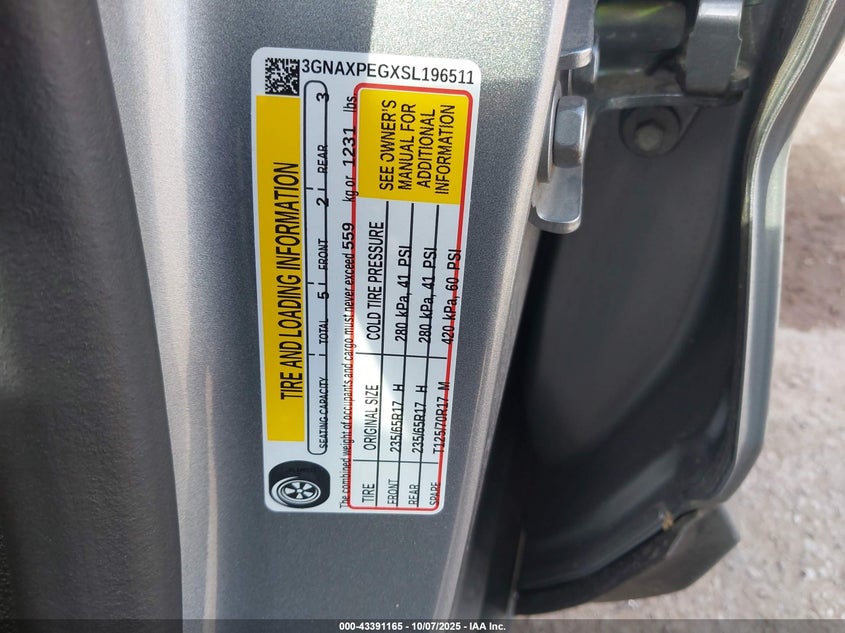 3GNAXPEGXSL196511
TIRE AND LOADING INFORMATION
SEATING CAPACITY TOTAL 5 FRONT 2 REAR 3
The combined weight of occupants and cargo must never exceed 559 kg or 1231 lbs.
TIRE ORIGINAL SIZE COLD TIRE PRESSURE
FRONT 235/65R17 H 280 kPa, 41 PSI
REAR 235/65R17 H 280 kPa, 41 PSI
SPARE T125/70R17 M 420 kPa, 60 PSI
SEE OWNER'S
MANUAL FOR
ADDITIONAL
INFORMATION
000-43391165 - 10/07/2025 - IAA Inc.